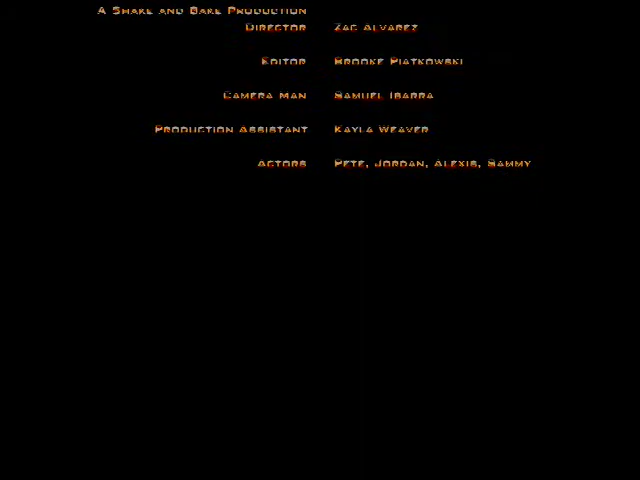 A Shake and Bake Production
Director Zac Alvarez
Editor Brooke Piatkowski
Camera Man Samuel Ibarra
Production Assistant Kayla Weaver
Actors Pete, Jordan, Alexis, Sammy